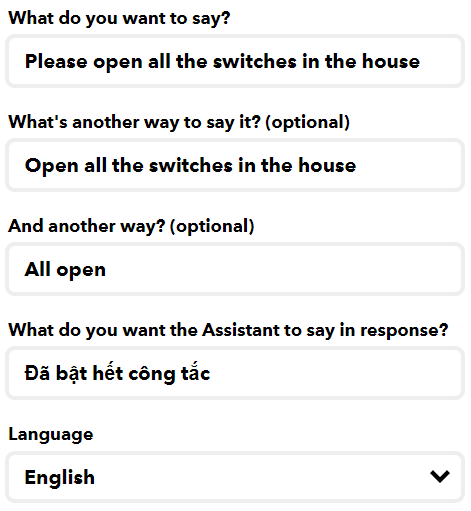 What do you want to say?
Please open all the switches in the house
What's another way to say it? (optional)
Open all the switches in the house
And another way? (optional)
All open
What do you want the Assistant to say in response?
Đã bật hết công tắc
Language
English